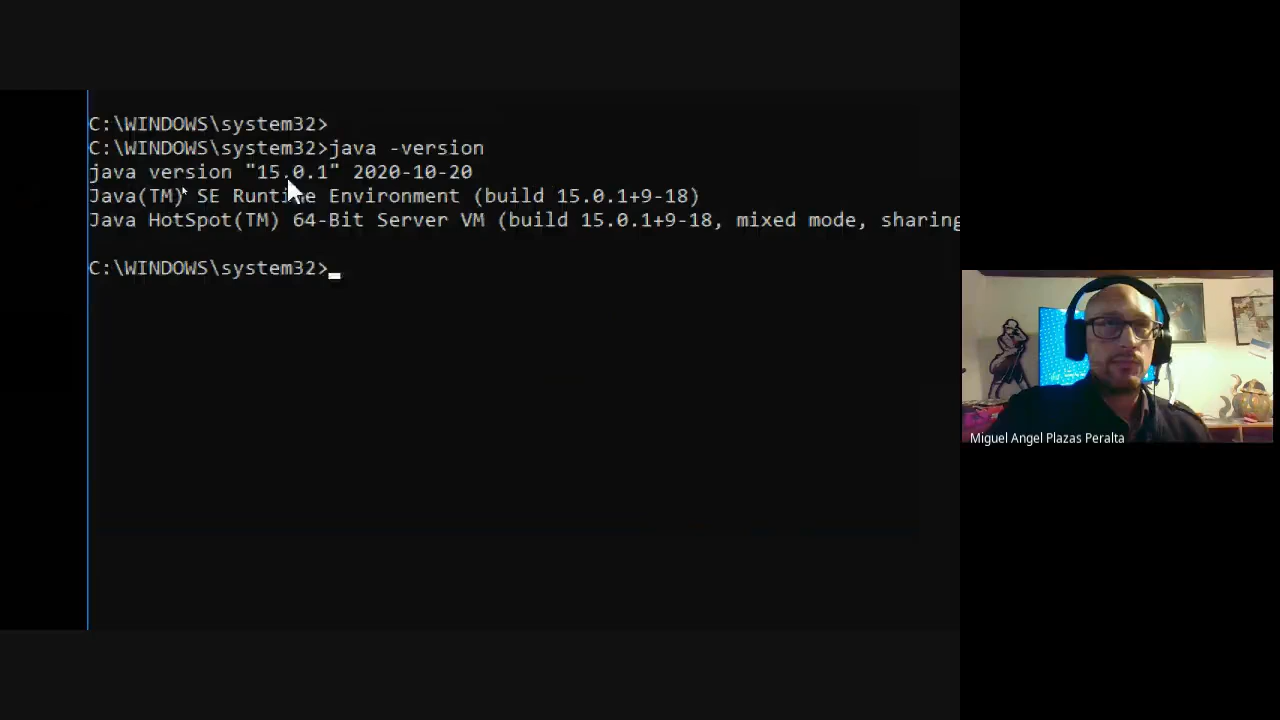 C:\WINDOWS\system32>
C:\WINDOWS\system32>java -version
java version "15.0.1" 2020-10-20
Java(TM) SE Runtime Environment (build 15.0.1+9-18)
Java HotSpot(TM) 64-Bit Server VM (build 15.0.1+9-18, mixed mode, sharing
C:\WINDOWS\system32>_
Miguel Angel Plazas Peralta